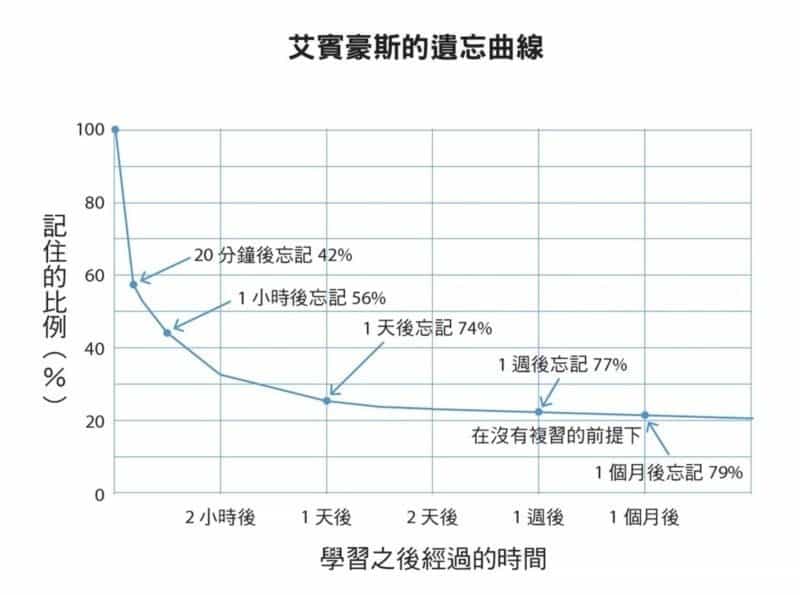 艾賓豪斯的遺忘曲線
記住的比例（%）
100
80
60
40
20
0
20 分鐘後忘記 42%
1 小時後忘記 56%
1 天後忘記 74%
1 週後忘記 77%
在沒有複習的前提下
1 個月後忘記 79%
2 小時後
1 天後
2 天後
1 週後
1 個月後
學習之後經過的時間